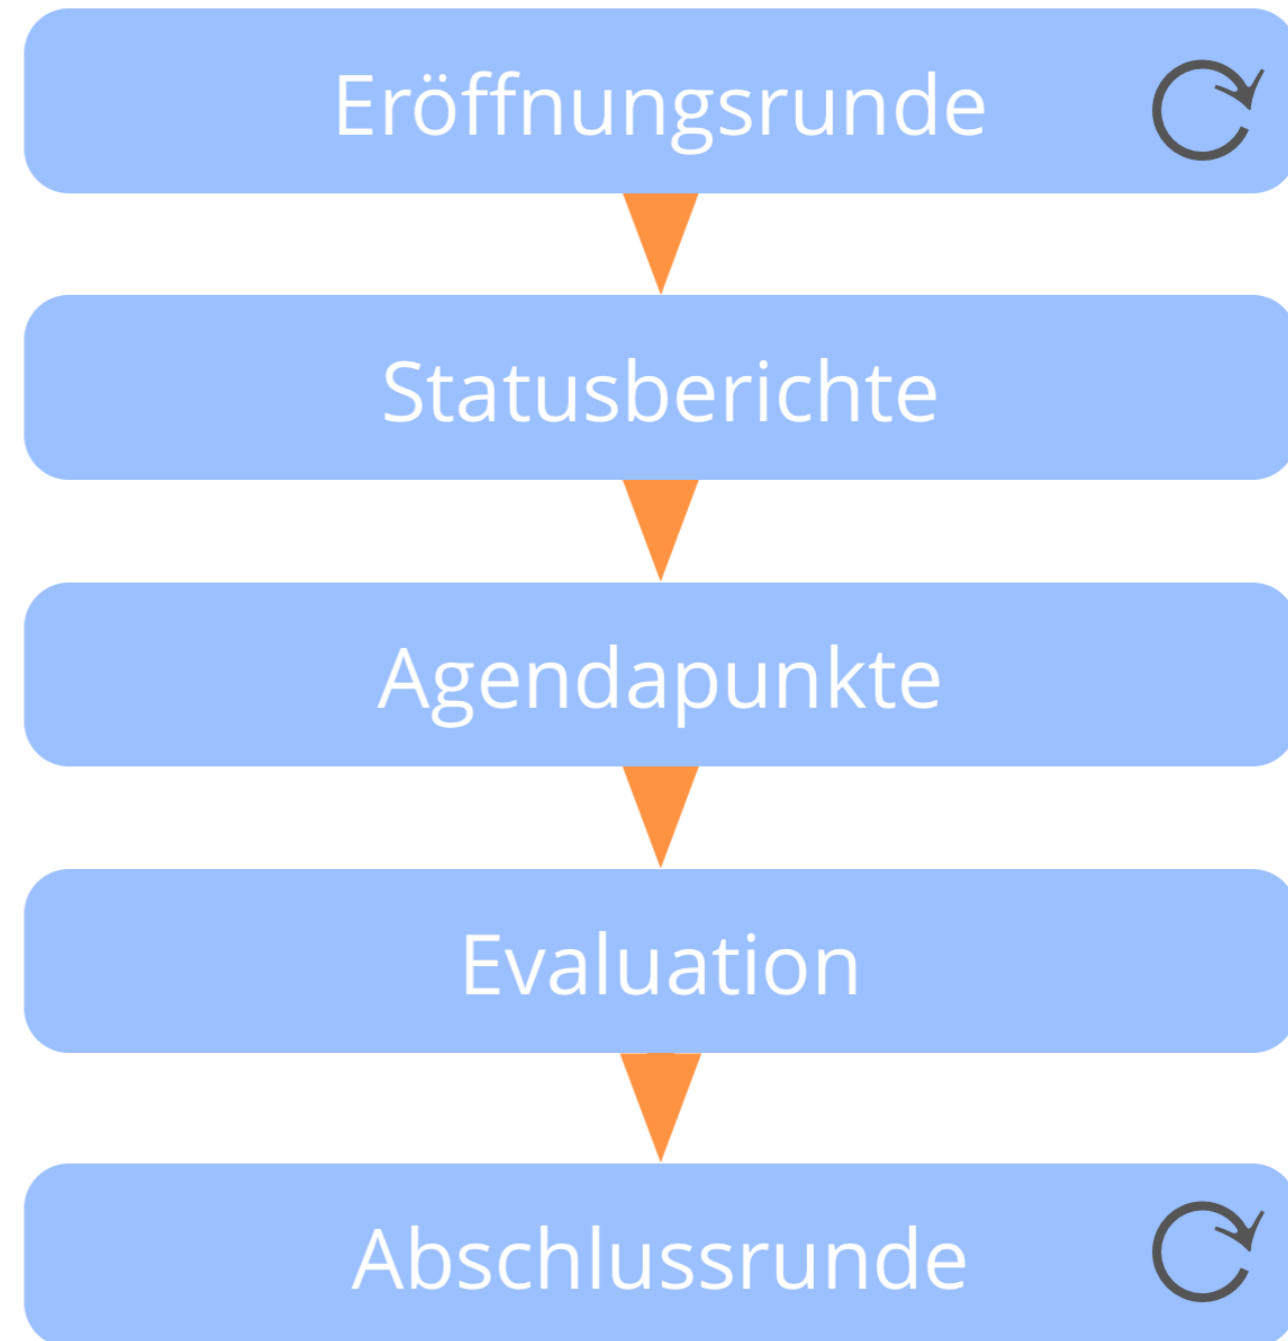 Eröffnungsrunde
Statusberichte
Agendapunkte
Evaluation
Abschlussrunde